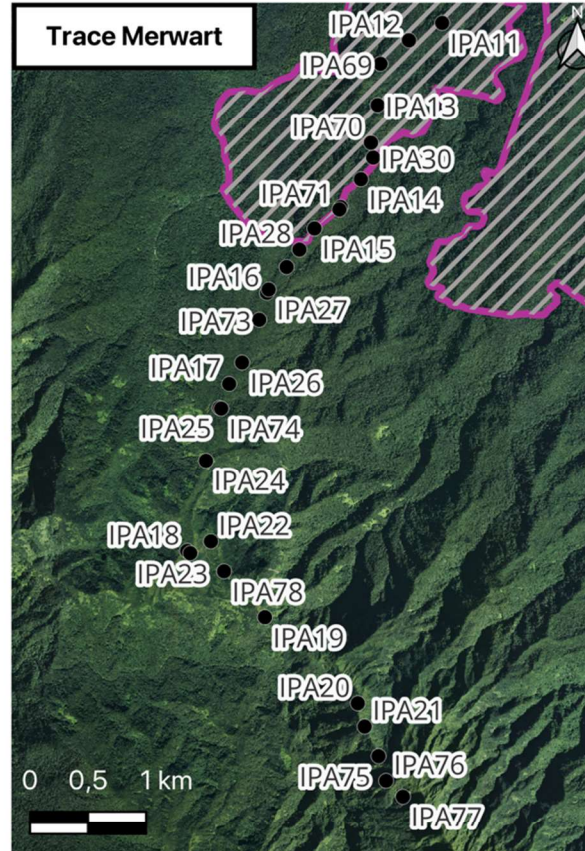 Trace Merwart
N
IPA12
IPA11
IPA69
IPA13
IPA70
IPA30
IPA71
IPA14
IPA28
IPA15
IPA16
IPA27
IPA73
IPA17
IPA26
IPA25
IPA74
IPA24
IPA22
IPA18
IPA23
IPA78
IPA19
IPA20
IPA21
IPA76
IPA75
IPA77
0 0,5 1 km